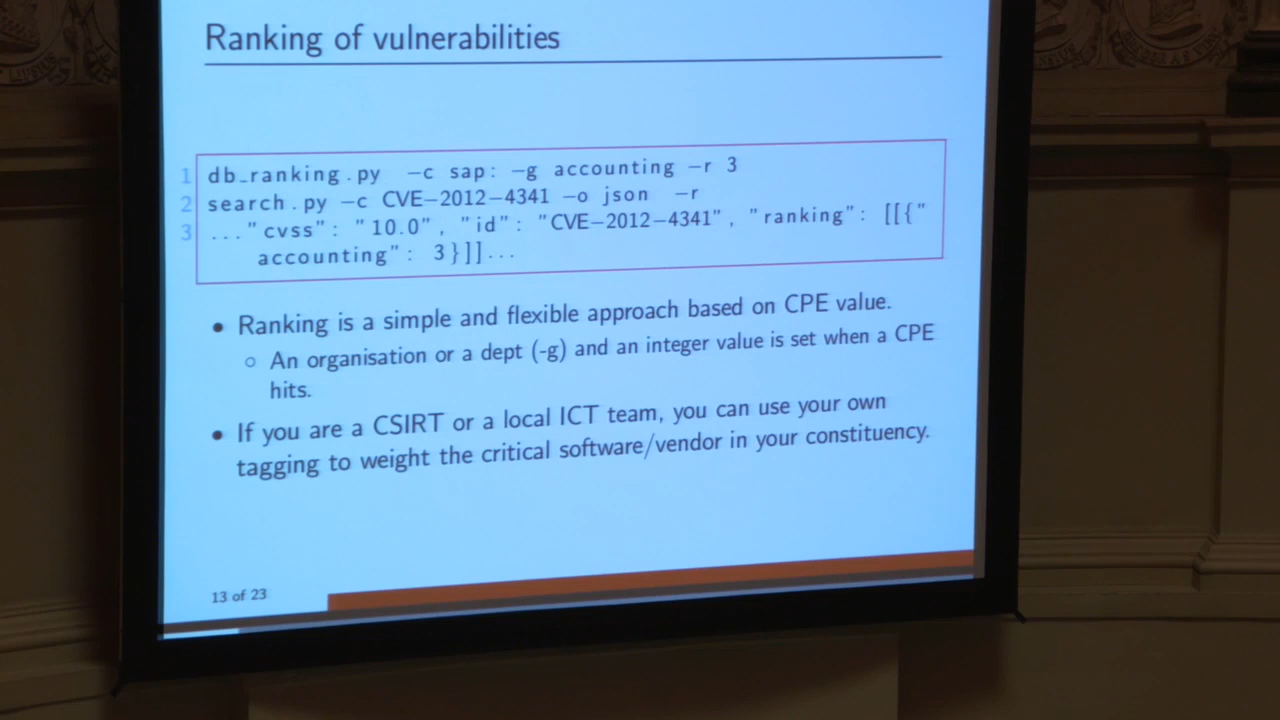 Ranking of vulnerabilities
1 db_ranking.py -c sap: -g accounting -r 3
2 search.py -c CVE-2012-4341 -o json -r
3 ..."cvss": "10.0", "id": "CVE-2012-4341", "ranking": [[{"
accounting": 3}]]...
• Ranking is a simple and flexible approach based on CPE value.
○ An organisation or a dept (-g) and an integer value is set when a CPE
hits.
• If you are a CSIRT or a local ICT team, you can use your own
tagging to weight the critical software/vendor in your constituency.
13 of 23